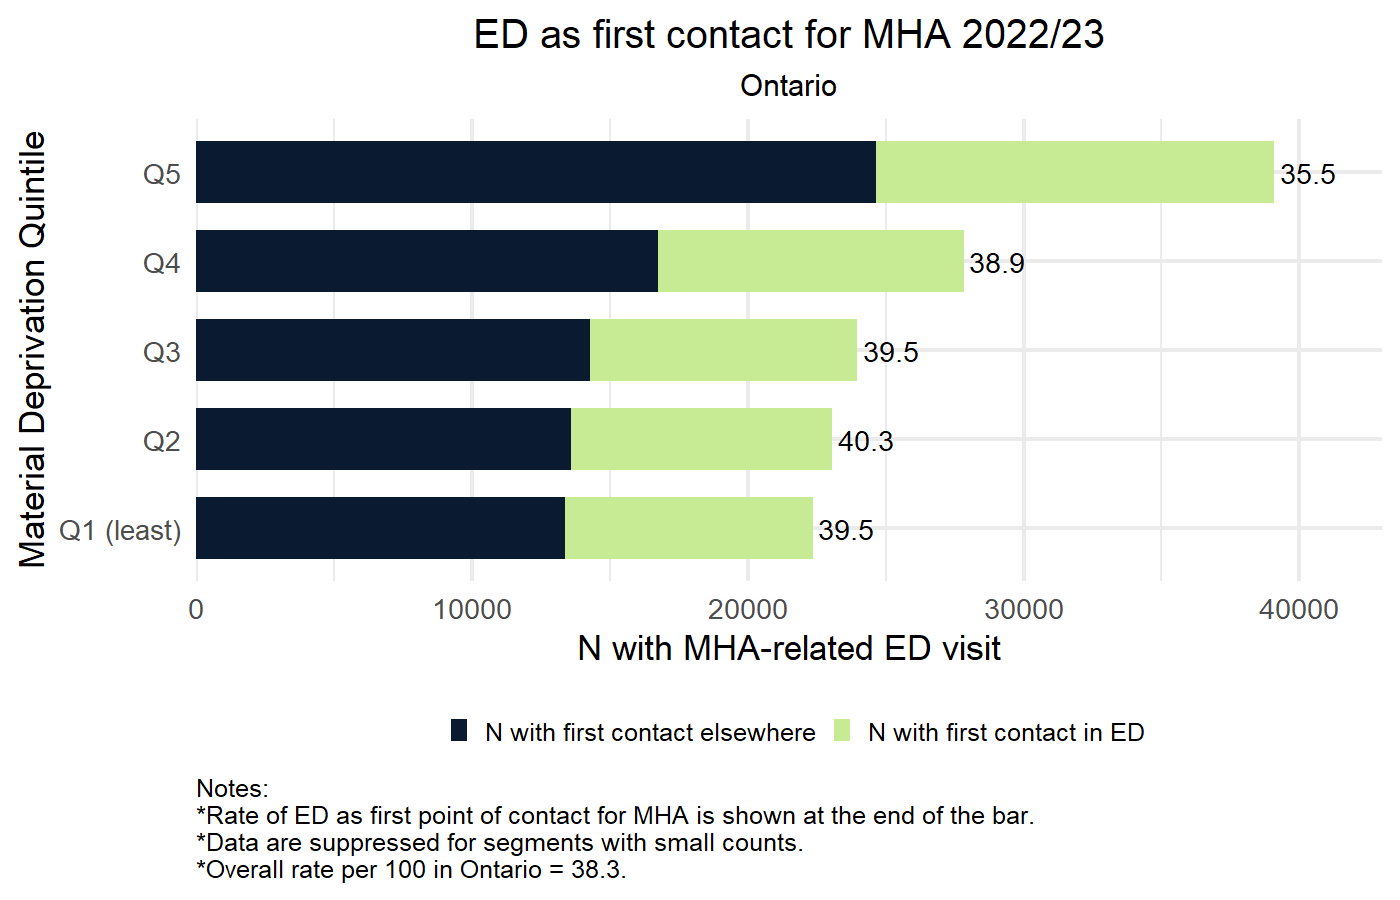 ED as first contact for MHA 2022/23
Ontario
Material Deprivation Quintile
Q5
35.5
Q4
38.9
Q3
39.5
Q2
40.3
Q1 (least)
39.5
0 10000 20000 30000 40000
N with MHA-related ED visit
N with first contact elsewhere N with first contact in ED
Notes:
*Rate of ED as first point of contact for MHA is shown at the end of the bar.
*Data are suppressed for segments with small counts.
*Overall rate per 100 in Ontario = 38.3.